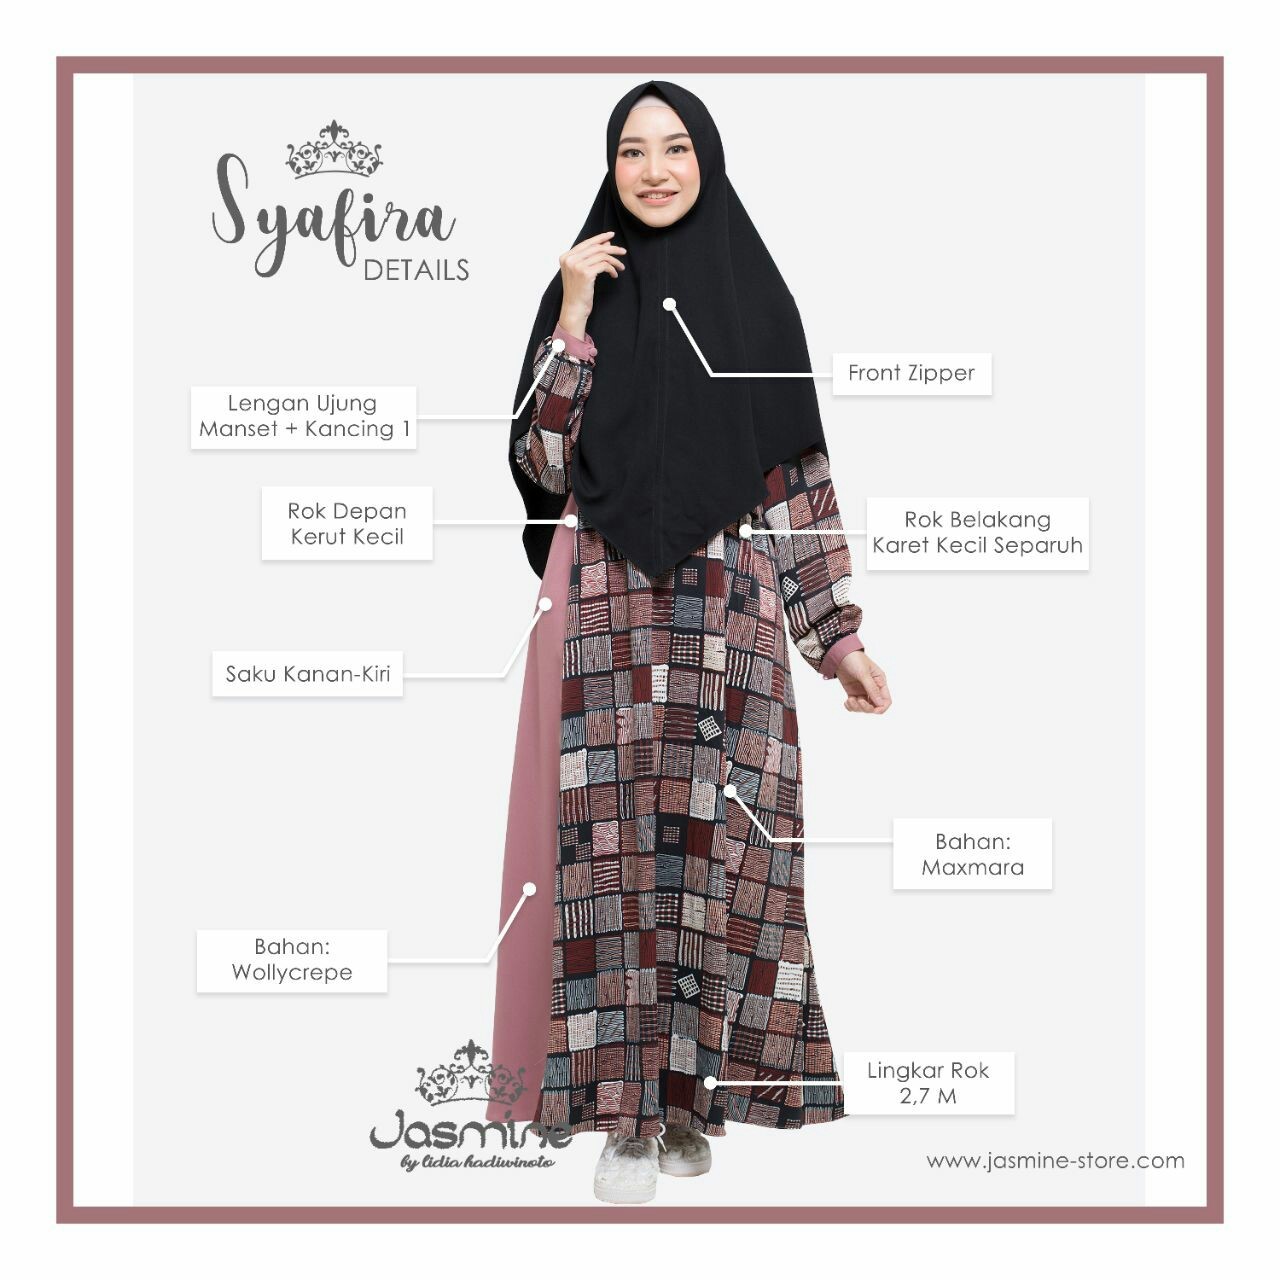 Syafira
DETAILS
Front Zipper
Lengan Ujung
Manset + Kancing 1
Rok Depan
Kerut Kecil
Rok Belakang
Karet Kecil Separuh
Saku Kanan-Kiri
Bahan:
Maxmara
Bahan:
Wollycrepe
Lingkar Rok
2,7 M
Jasmine
by lidia hadiwinoto
www.jasmine-store.com